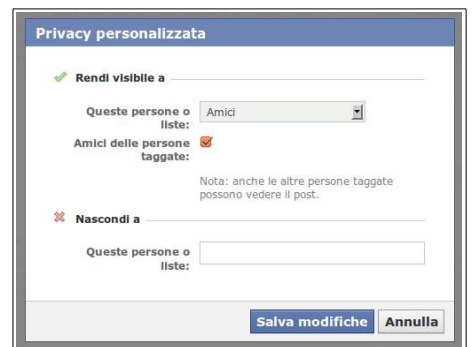 Privacy personalizzata
Rendi visibile a
Queste persone o
liste:
Amici
Amici delle persone
taggate:
Nota: anche le altre persone taggate
possono vedere il post.
Nascondi a
Queste persone o
liste:
Salva modifiche
Annulla